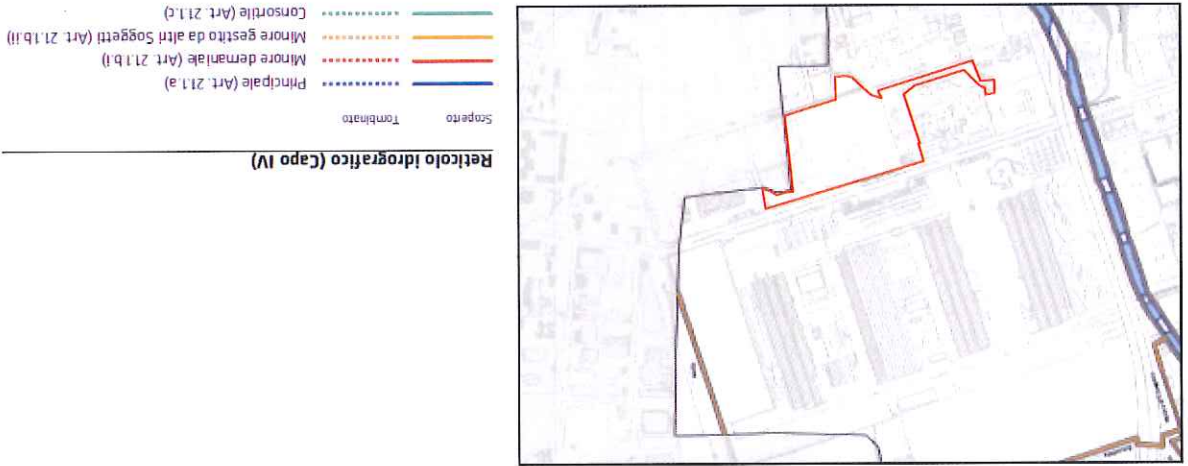 Reticolo idrografico (Capo IV)
Scoperto Tombinato
Principale (Art. 21.1.a)
Minore demaniale (Art. 21.1.b.i)
Minore gestito da altri Soggetti (Art. 21.1.b.ii)
Consortile (Art. 21.1.c)